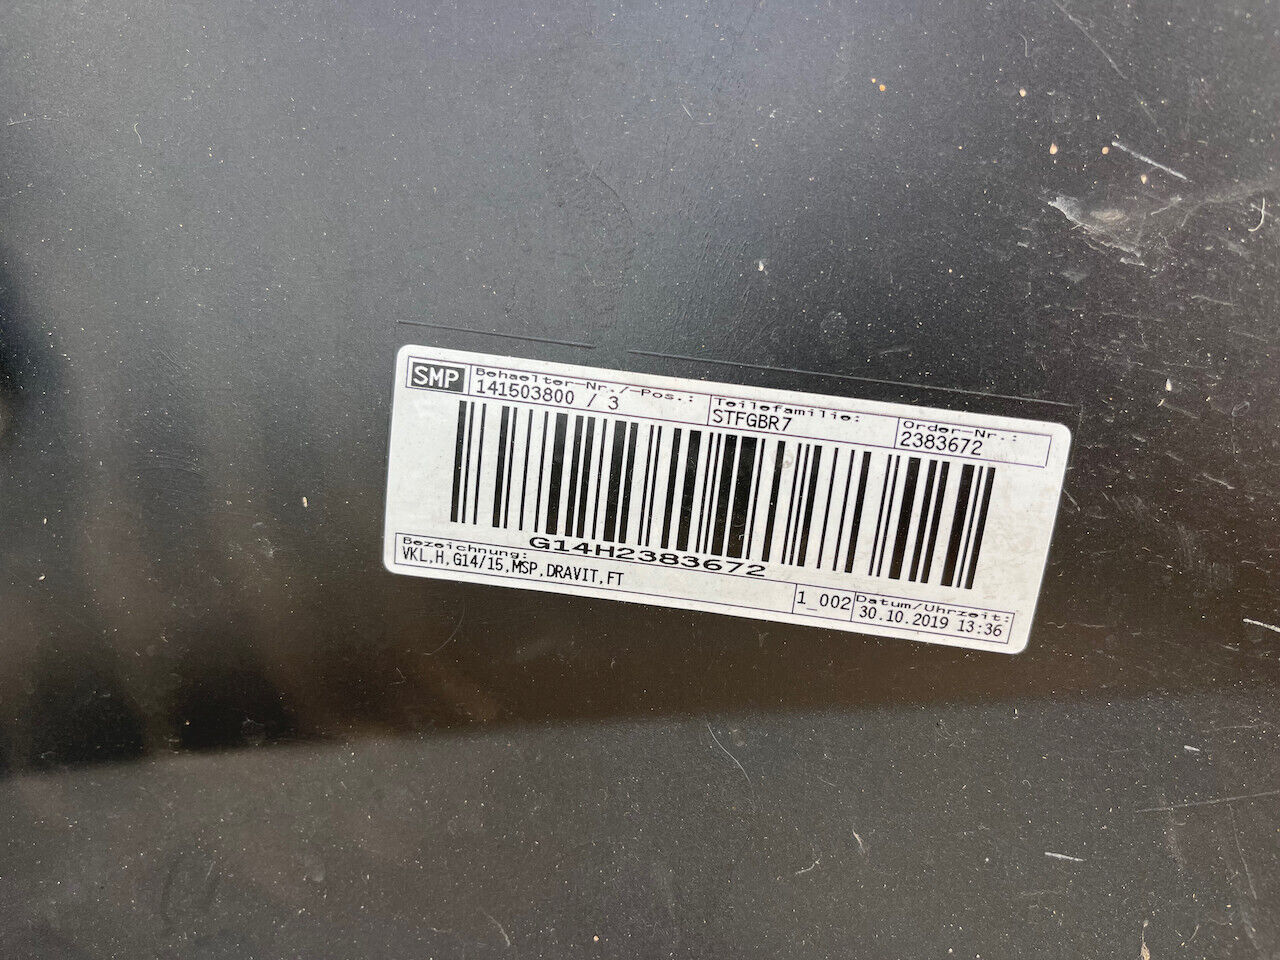 SMP
Behaelter-Nr./-Pos.:
141503800 / 3
Teilefamilie:
STFGBR7
Order-Nr.:
2383672
G14H2383672
Bezeichnung:
VKL,H,G14/15,MSP,DRAVIT,FT
1_002
Datum/Uhrzeit:
30.10.2019 13:36